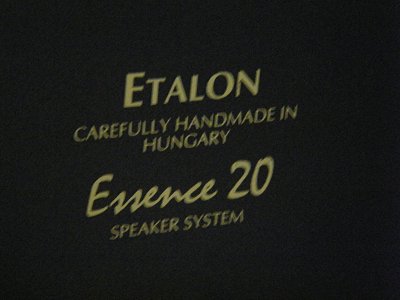 ETALON
CAREFULLY HANDMADE IN
HUNGARY
Essence 20
SPEAKER SYSTEM